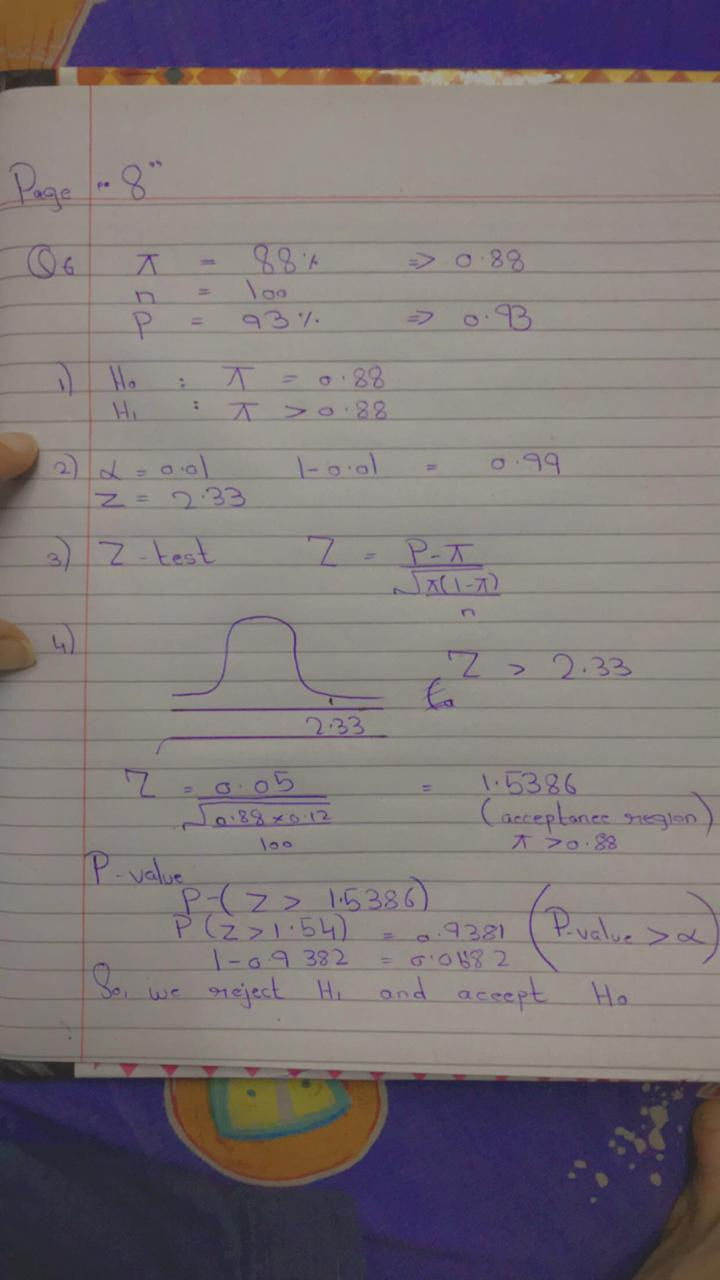 Page "8"
Q6 π = 88% => 0.88
n = 100
P = 93% => 0.93
1) H₀ : π = 0.88
H₁ : π > 0.88
2) α = 0.01 1-0.01 = 0.99
Z = 2.33
3) Z-test Z = P-π
√π(1-π)
n
4)
Z > 2.33
2.33
Z = 0.05 = 1.5386
√0.88×0.12 (acceptance region)
100 π >0.88
P-value
P-(Z > 1.5386)
P(Z>1.54) = 0.9381 (P-value > α)
1-0.9382 = 0.0682
So, we reject H₁ and accept H₀